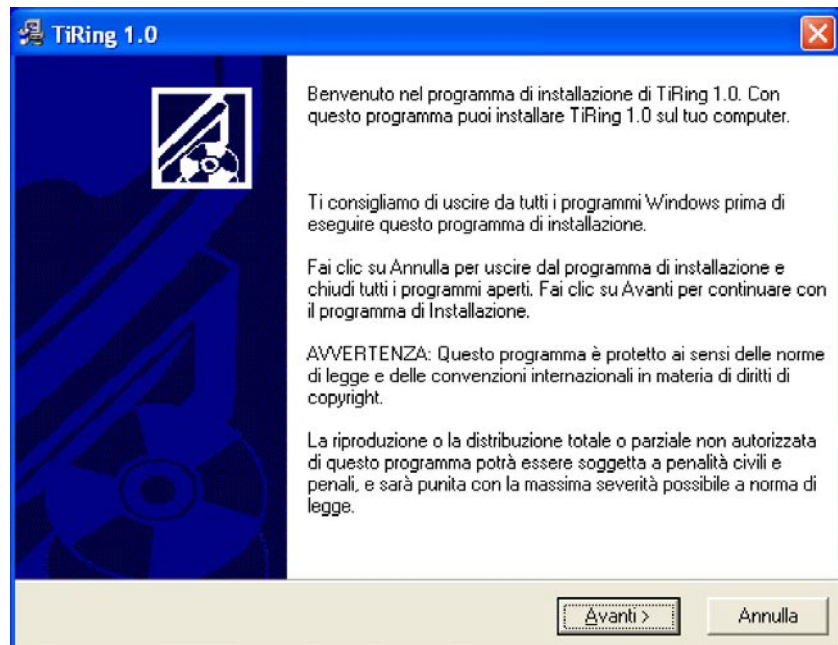 TiRing 1.0
Benvenuto nel programma di installazione di TiRing 1.0. Con
questo programma puoi installare TiRing 1.0 sul tuo computer.
Ti consigliamo di uscire da tutti i programmi Windows prima di
eseguire questo programma di installazione.
Fai clic su Annulla per uscire dal programma di installazione e
chiudi tutti i programmi aperti. Fai clic su Avanti per continuare con
il programma di Installazione.
AVVERTENZA: Questo programma è protetto ai sensi delle norme
di legge e delle convenzioni internazionali in materia di diritti di
copyright.
La riproduzione o la distribuzione totale o parziale non autorizzata
di questo programma potrà essere soggetta a penalità civili e
penali, e sarà punita con la massima severità possibile a norma di
legge.
Avanti >
Annulla